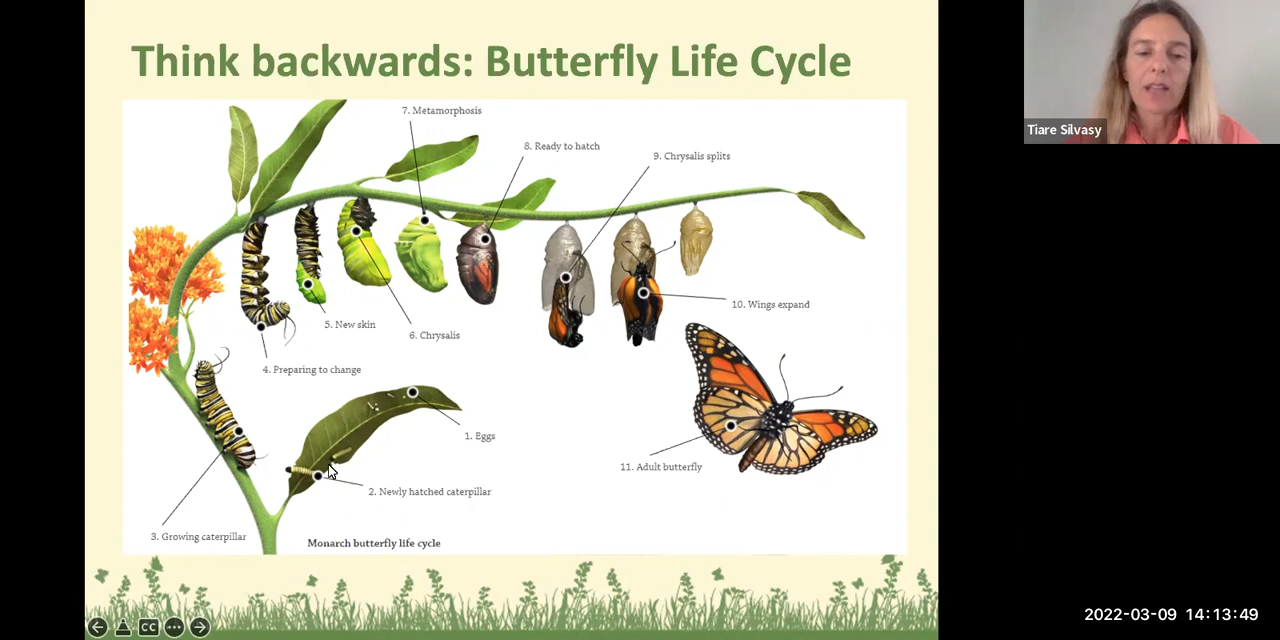 Think backwards: Butterfly Life Cycle
Tiare Silvasy
7. Metamorphosis
8. Ready to hatch
9. Chrysalis splits
10. Wings expand
5. New skin
6. Chrysalis
4. Preparing to change
1. Eggs
11. Adult butterfly
2. Newly hatched caterpillar
3. Growing caterpillar
Monarch butterfly life cycle
CC
2022-03-09 14:13:49